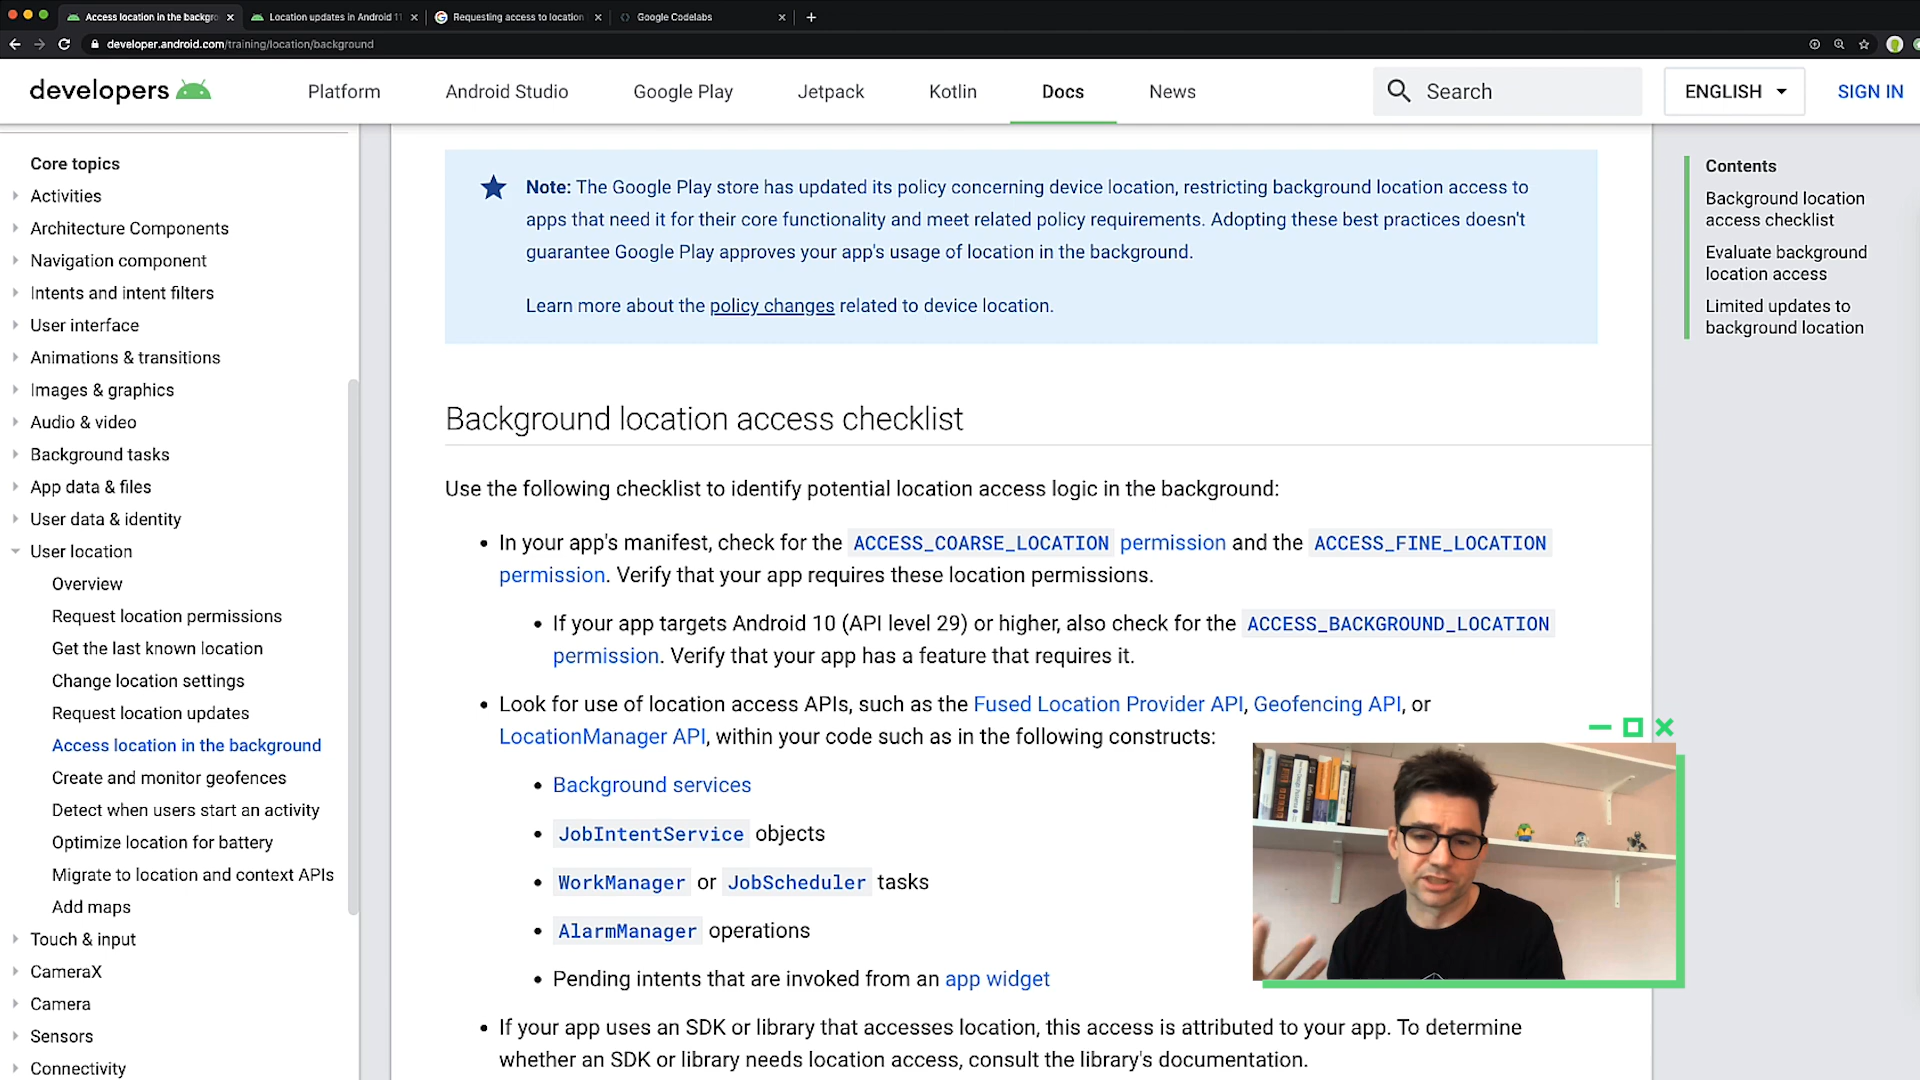 Access location in the backgro
Location updates in Android 11
Requesting access to location
Google Codelabs
developer.android.com/training/location/background
developers
Platform
Android Studio
Google Play
Jetpack
Kotlin
Docs
News
Search
ENGLISH
SIGN IN
Core topics
Activities
Architecture Components
Navigation component
Intents and intent filters
User interface
Animations & transitions
Images & graphics
Audio & video
Background tasks
App data & files
User data & identity
User location
Overview
Request location permissions
Get the last known location
Change location settings
Request location updates
Access location in the background
Create and monitor geofences
Detect when users start an activity
Optimize location for battery
Migrate to location and context APIs
Add maps
Touch & input
CameraX
Camera
Sensors
Connectivity
Note: The Google Play store has updated its policy concerning device location, restricting background location access to
apps that need it for their core functionality and meet related policy requirements. Adopting these best practices doesn't
guarantee Google Play approves your app's usage of location in the background.
Learn more about the policy changes related to device location.
Background location access checklist
Use the following checklist to identify potential location access logic in the background:
• In your app's manifest, check for the ACCESS_COARSE_LOCATION permission and the ACCESS_FINE_LOCATION
permission. Verify that your app requires these location permissions.
• If your app targets Android 10 (API level 29) or higher, also check for the ACCESS_BACKGROUND_LOCATION
permission. Verify that your app has a feature that requires it.
• Look for use of location access APIs, such as the Fused Location Provider API, Geofencing API, or
LocationManager API, within your code such as in the following constructs:
• Background services
• JobIntentService objects
• WorkManager or JobScheduler tasks
• AlarmManager operations
• Pending intents that are invoked from an app widget
• If your app uses an SDK or library that accesses location, this access is attributed to your app. To determine
whether an SDK or library needs location access, consult the library's documentation.
Contents
Background location
access checklist
Evaluate background
location access
Limited updates to
background location